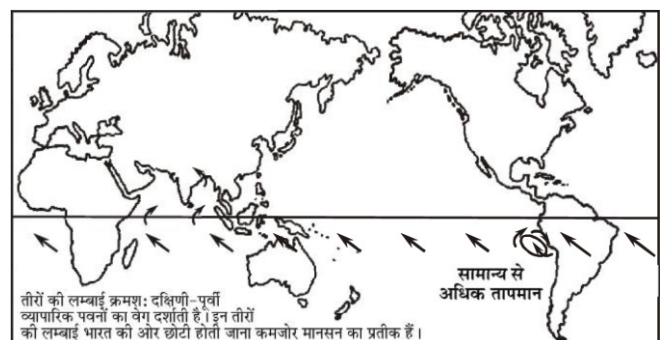 सामान्य से
अधिक तापमान
तीरों की लम्बाई क्रमश: दक्षिणी-पूर्वी
व्यापारिक पवनों का वेग दर्शाती है। इन तीरों
की लम्बाई भारत की ओर छोटी होती जाना कमजोर मानसन का प्रतीक हैं।